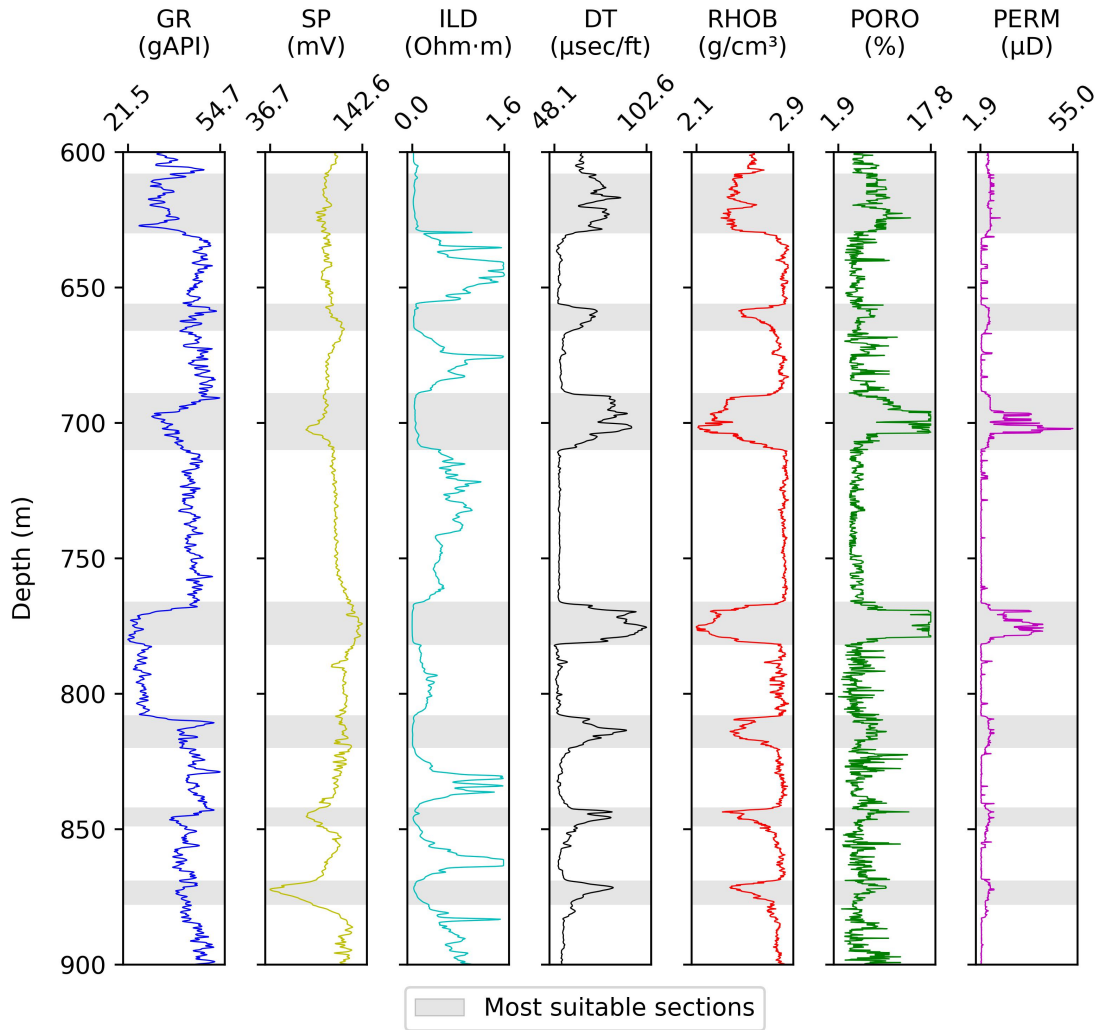 GR SP ILD DT RHOB PORO PERM
(gAPI) (mV) (Ohm·m) (μsec/ft) (g/cm³) (%) (μD)
21.5 54.7 36.7 142.6 0.0 1.6 48.1 102.6 2.1 2.9 1.9 17.8 1.9 55.0
600
650
700
750
800
850
900
Depth (m)
Most suitable sections